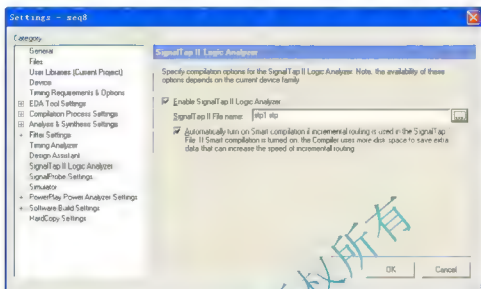 Settings - seq8
Category:
General
Files
User Libraries (Current Project)
Device
Timing Requirements & Options
EDA Tool Settings
Compilation Process Settings
Analysis & Synthesis Settings
Fitter Settings
Timing Analyzer
Design Assistant
SignalTap II Logic Analyzer
SignalProbe Settings
Simulator
PowerPlay Power Analyzer Settings
Software Build Settings
HardCopy Settings
SignalTap II Logic Analyzer
Specify compilation options for the SignalTap II Logic Analyzer. Note, the availability of these
options depends on the current device family
Enable SignalTap II Logic Analyzer
SignalTap II File name: stp1.stp
...
Automatically turn on Smart compilation if incremental routing is used in the SignalTap
File. If Smart compilation is turned on, the Compiler uses more disk space to save extra
data that can increase the speed of incremental routing
OK
Cancel
版权所有